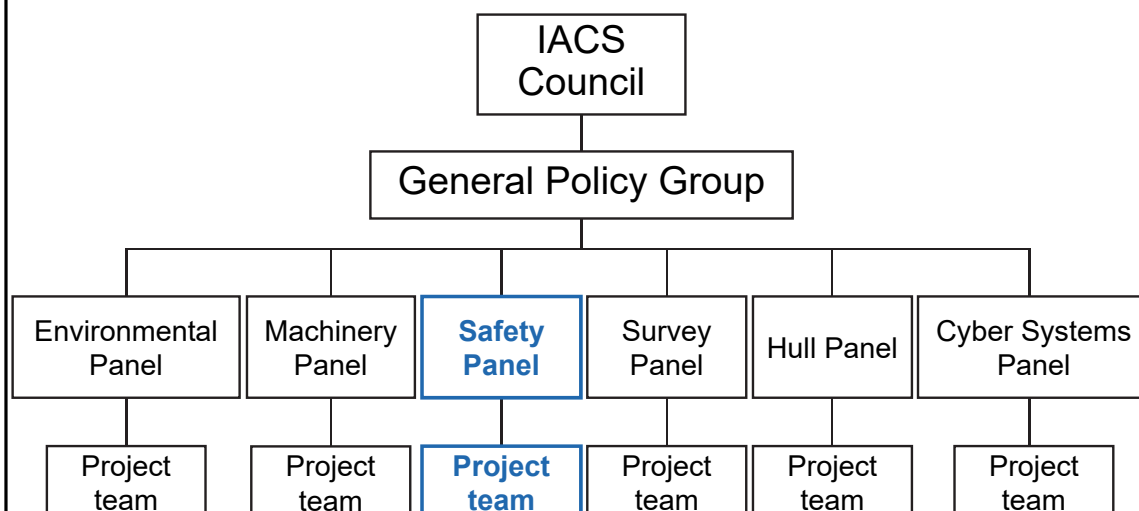 IACS
Council
General Policy Group
Environmental
Panel
Machinery
Panel
Safety
Panel
Survey
Panel
Hull Panel
Cyber Systems
Panel
Project
team
Project
team
Project
team
Project
team
Project
team
Project
team